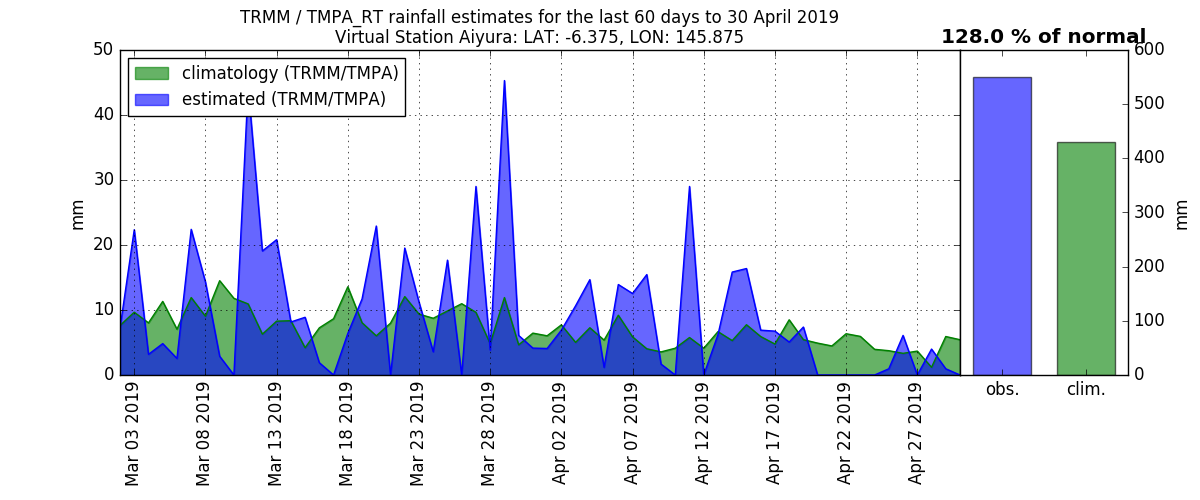 TRMM / TMPA_RT rainfall estimates for the last 60 days to 30 April 2019
Virtual Station Aiyura: LAT: -6.375, LON: 145.875
128.0 % of normal
climatology (TRMM/TMPA)
estimated (TRMM/TMPA)
mm
50
40
30
20
10
0
Mar 03 2019
Mar 08 2019
Mar 13 2019
Mar 18 2019
Mar 23 2019
Mar 28 2019
Apr 02 2019
Apr 07 2019
Apr 12 2019
Apr 17 2019
Apr 22 2019
Apr 27 2019
obs.
clim.
600
500
400
300
200
100
0
mm